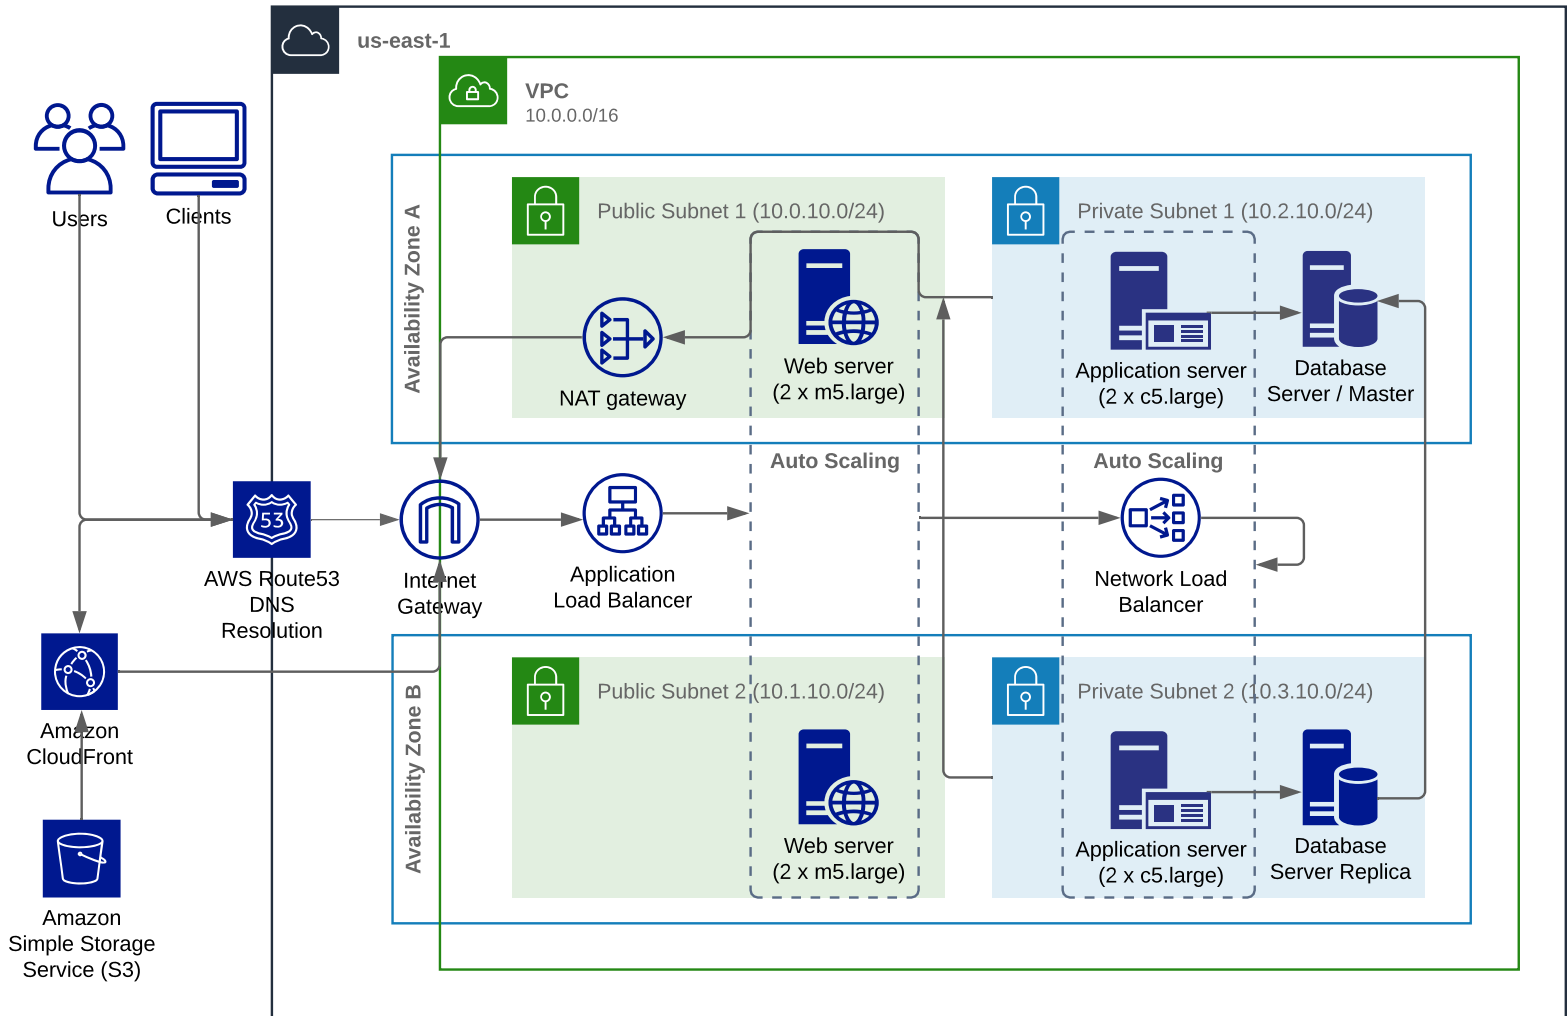 us-east-1
VPC
10.0.0.0/16
Users
Clients
Availability Zone A
Public Subnet 1 (10.0.10.0/24)
NAT gateway
Web server
(2 x m5.large)
Private Subnet 1 (10.2.10.0/24)
Application server
(2 x c5.large)
Database
Server / Master
Auto Scaling
Auto Scaling
53
AWS Route53
DNS
Resolution
Internet
Gateway
Application
Load Balancer
Network Load
Balancer
Amazon
CloudFront
Availability Zone B
Public Subnet 2 (10.1.10.0/24)
Web server
(2 x m5.large)
Private Subnet 2 (10.3.10.0/24)
Application server
(2 x c5.large)
Database
Server Replica
Amazon
Simple Storage
Service (S3)